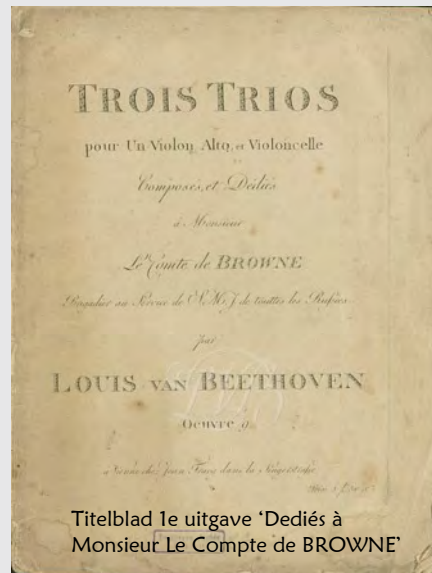 TROIS TRIOS
pour Un Violon, Alto, et Violoncelle
Composés, et Dediés
à Monsieur
Le Comte de BROWNE
Brigadier au Service de S. M. J. de touttes les Russies
par
LOUIS VAN BEETHOVEN
Oeuvre 9.
à Vienne chez Jean Traeg dans la Singerstrasse
Titelblad 1e uitgave ‘Dediés à
Monsieur Le Compte de BROWNE’